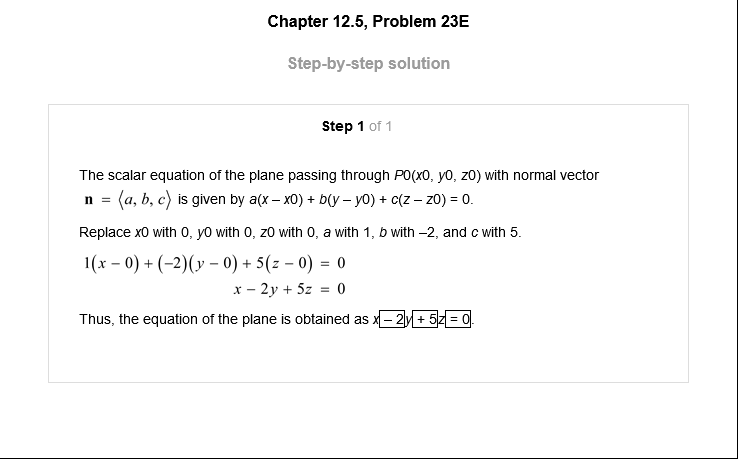 Chapter 12.5, Problem 23E
Step-by-step solution
Step 1 of 1
The scalar equation of the plane passing through P0(x0, y0, z0) with normal vector
n = ⟨a, b, c⟩ is given by a(x – x0) + b(y – y0) + c(z – z0) = 0.
Replace x0 with 0, y0 with 0, z0 with 0, a with 1, b with –2, and c with 5.
1(x − 0) + (−2)(y − 0) + 5(z − 0) = 0
x − 2y + 5z = 0
Thus, the equation of the plane is obtained as x – 2y + 5z = 0.